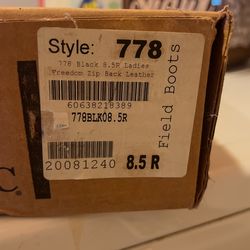 Style: 778
778 Black 8.5R Ladies
Freedom Zip Back Leather
60638218389
778BLK08.5R
20081240
8.5 R
Field Boots
C.